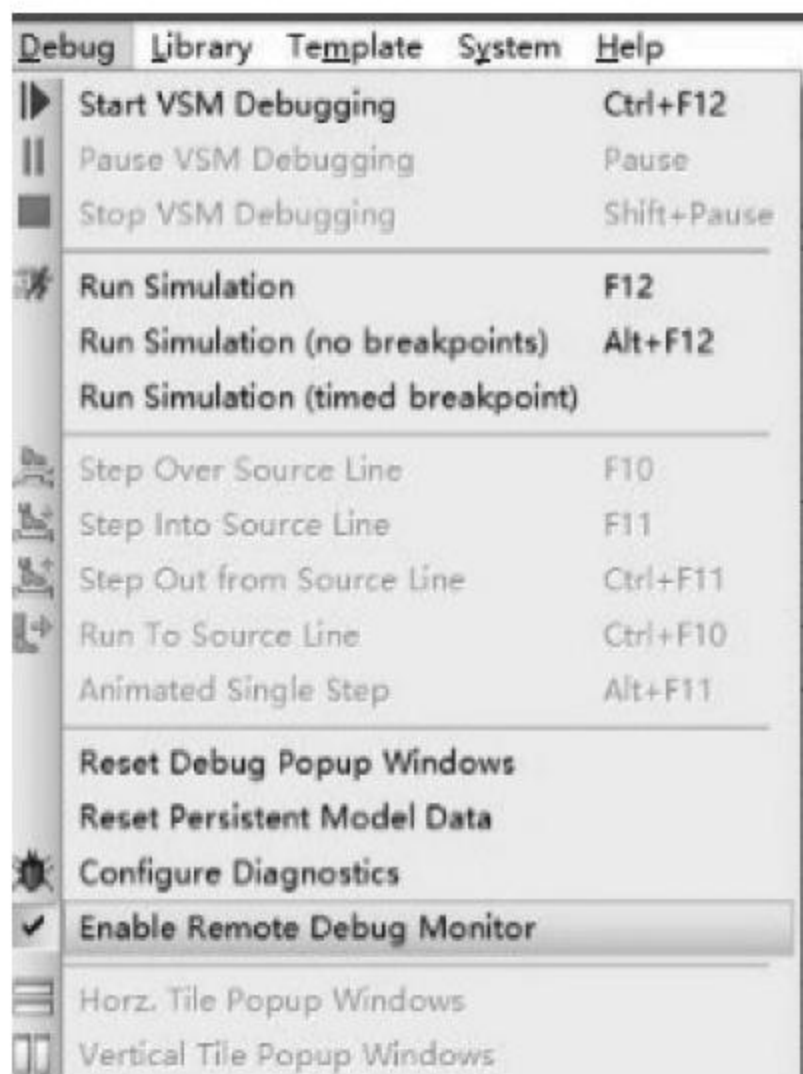 Debug Library Template System Help
Start VSM Debugging Ctrl+F12
Pause VSM Debugging Pause
Stop VSM Debugging Shift+Pause
Run Simulation F12
Run Simulation (no breakpoints) Alt+F12
Run Simulation (timed breakpoint)
Step Over Source Line F10
Step Into Source Line F11
Step Out from Source Line Ctrl+F11
Run To Source Line Ctrl+F10
Animated Single Step Alt+F11
Reset Debug Popup Windows
Reset Persistent Model Data
Configure Diagnostics
Enable Remote Debug Monitor
Horz. Tile Popup Windows
Vertical Tile Popup Windows